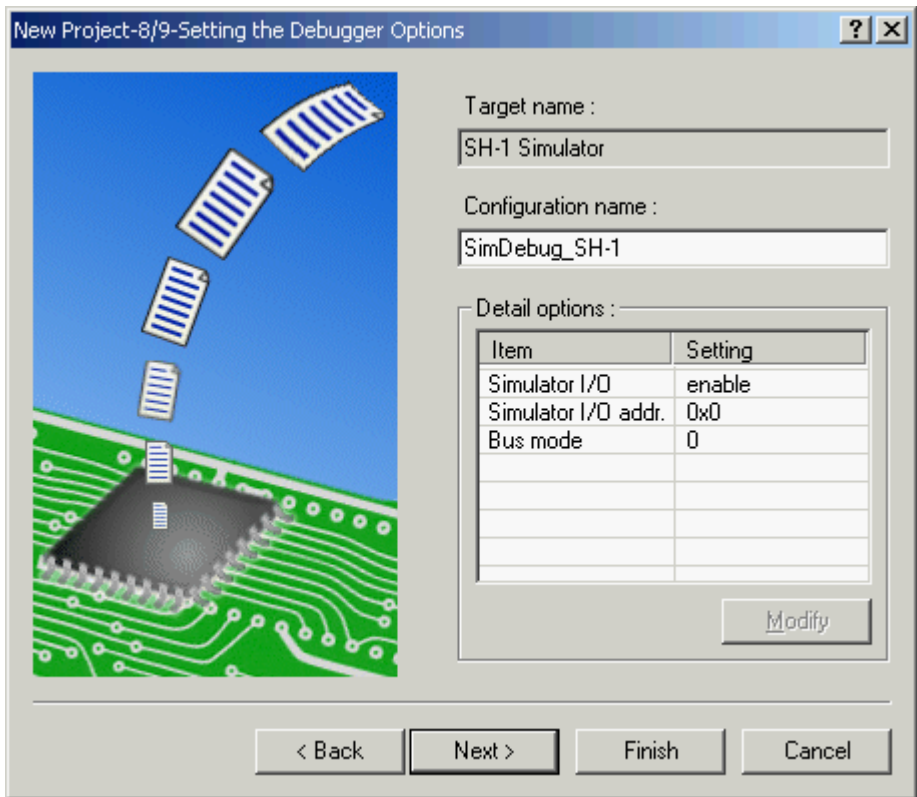 New Project-8/9-Setting the Debugger Options
Target name :
SH-1 Simulator
Configuration name :
SimDebug_SH-1
Detail options :
Item Setting
Simulator I/O enable
Simulator I/O addr. 0x0
Bus mode 0
Modify
< Back Next > Finish Cancel